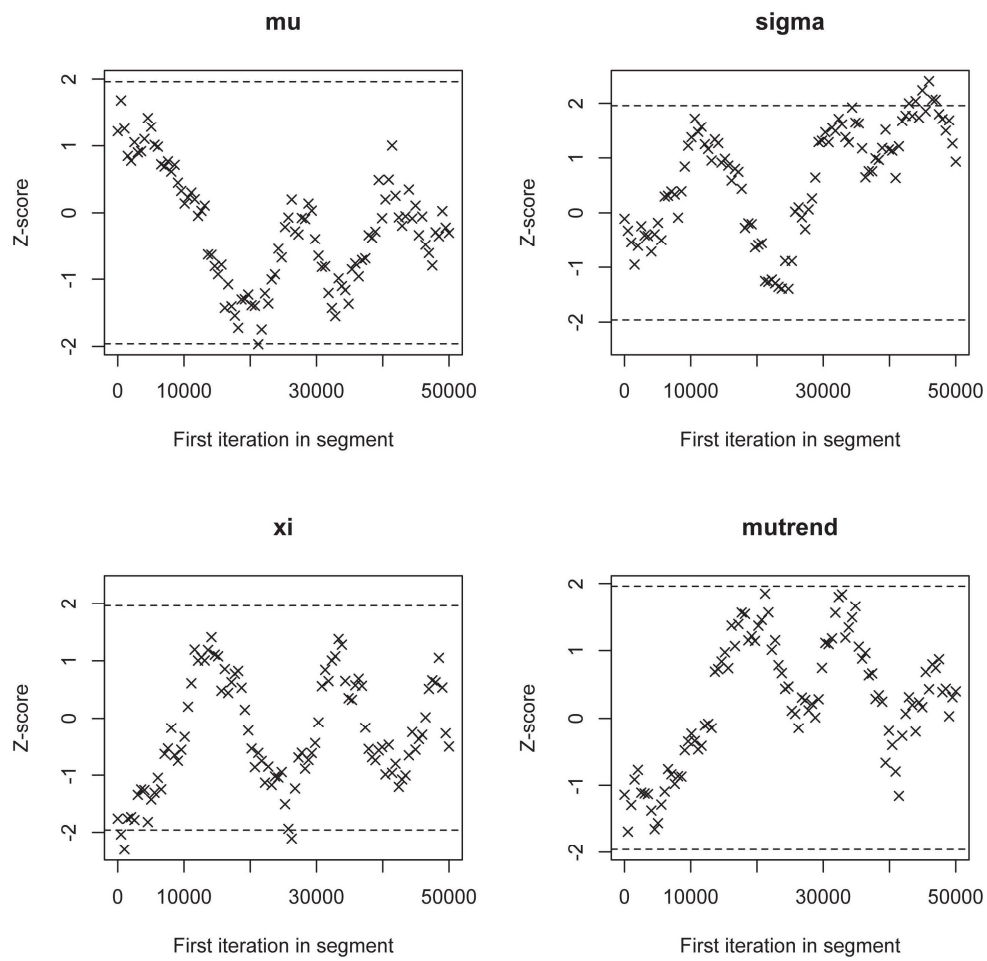 mu
2
1
0
-1
-2
Z-score
0 10000 30000 50000
First iteration in segment
sigma
2
1
0
-1
-2
Z-score
0 10000 30000 50000
First iteration in segment
xi
2
1
0
-1
-2
Z-score
0 10000 30000 50000
First iteration in segment
mutrend
2
1
0
-1
-2
Z-score
0 10000 30000 50000
First iteration in segment